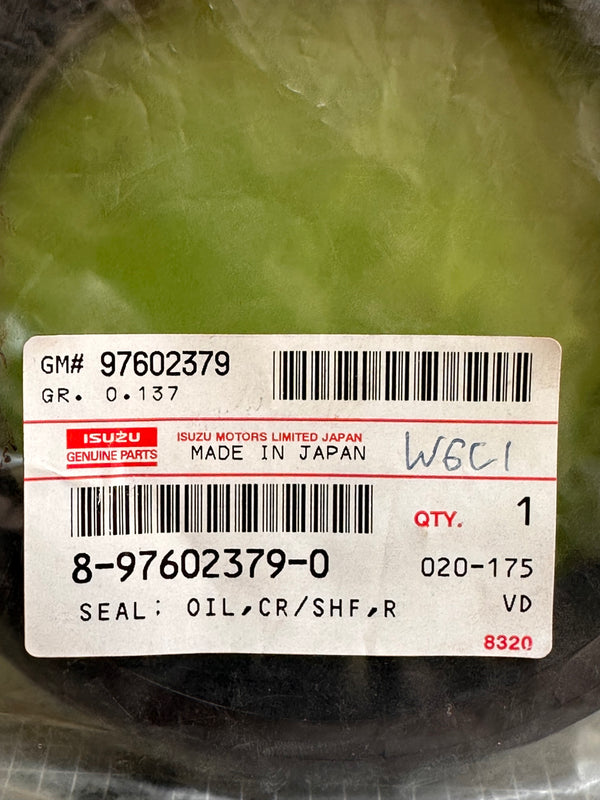 GM# 97602379
GR. 0.137
ISUZU
GENUINE PARTS
ISUZU MOTORS LIMITED JAPAN
MADE IN JAPAN
W6C1
QTY. 1
8-97602379-0
020-175
SEAL; OIL,CR/SHF,R
VD
8320